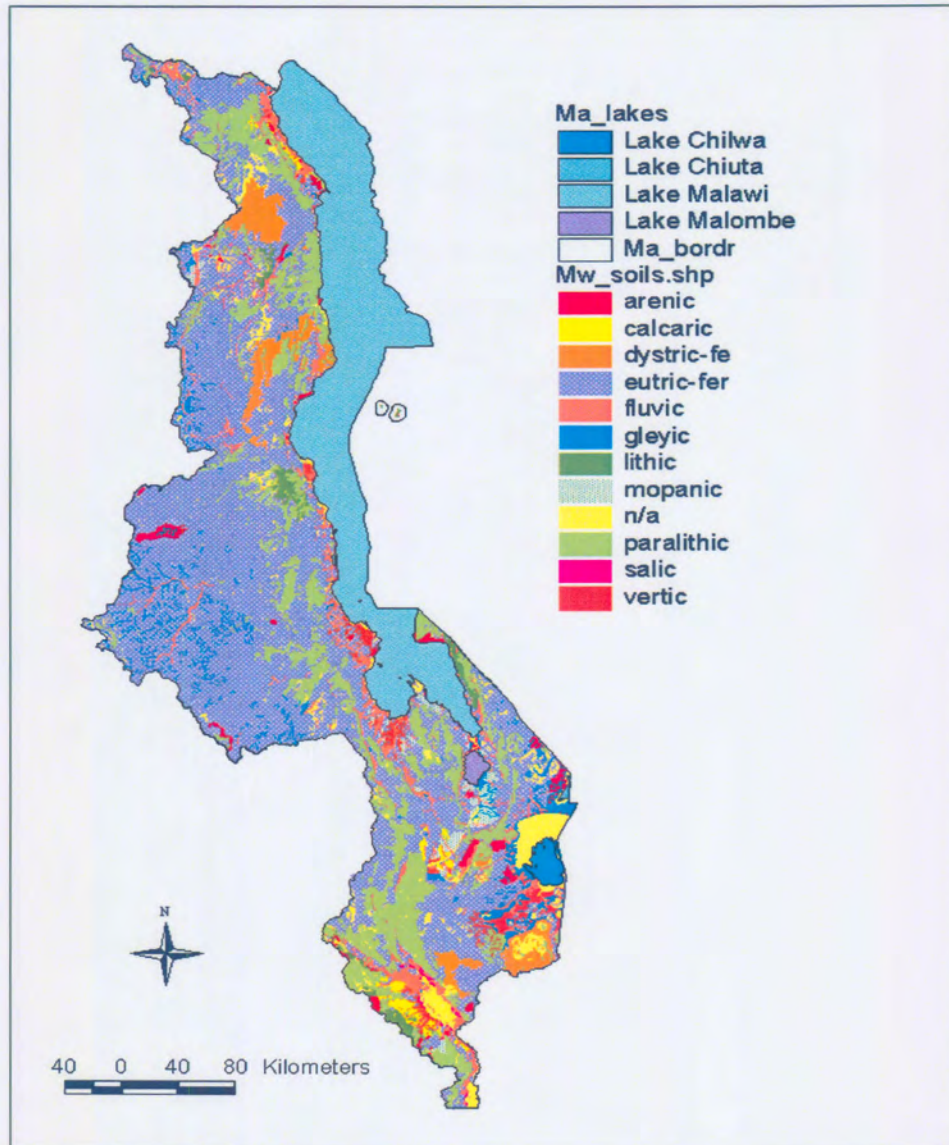 Ma_lakes
Lake Chilwa
Lake Chiuta
Lake Malawi
Lake Malombe
Ma_bordr
Mw_soils.shp
arenic
calcaric
dystric-fe
eutric-fer
fluvic
gleyic
lithic
mopanic
n/a
paralithic
salic
vertic
N
40 0 40 80 Kilometers